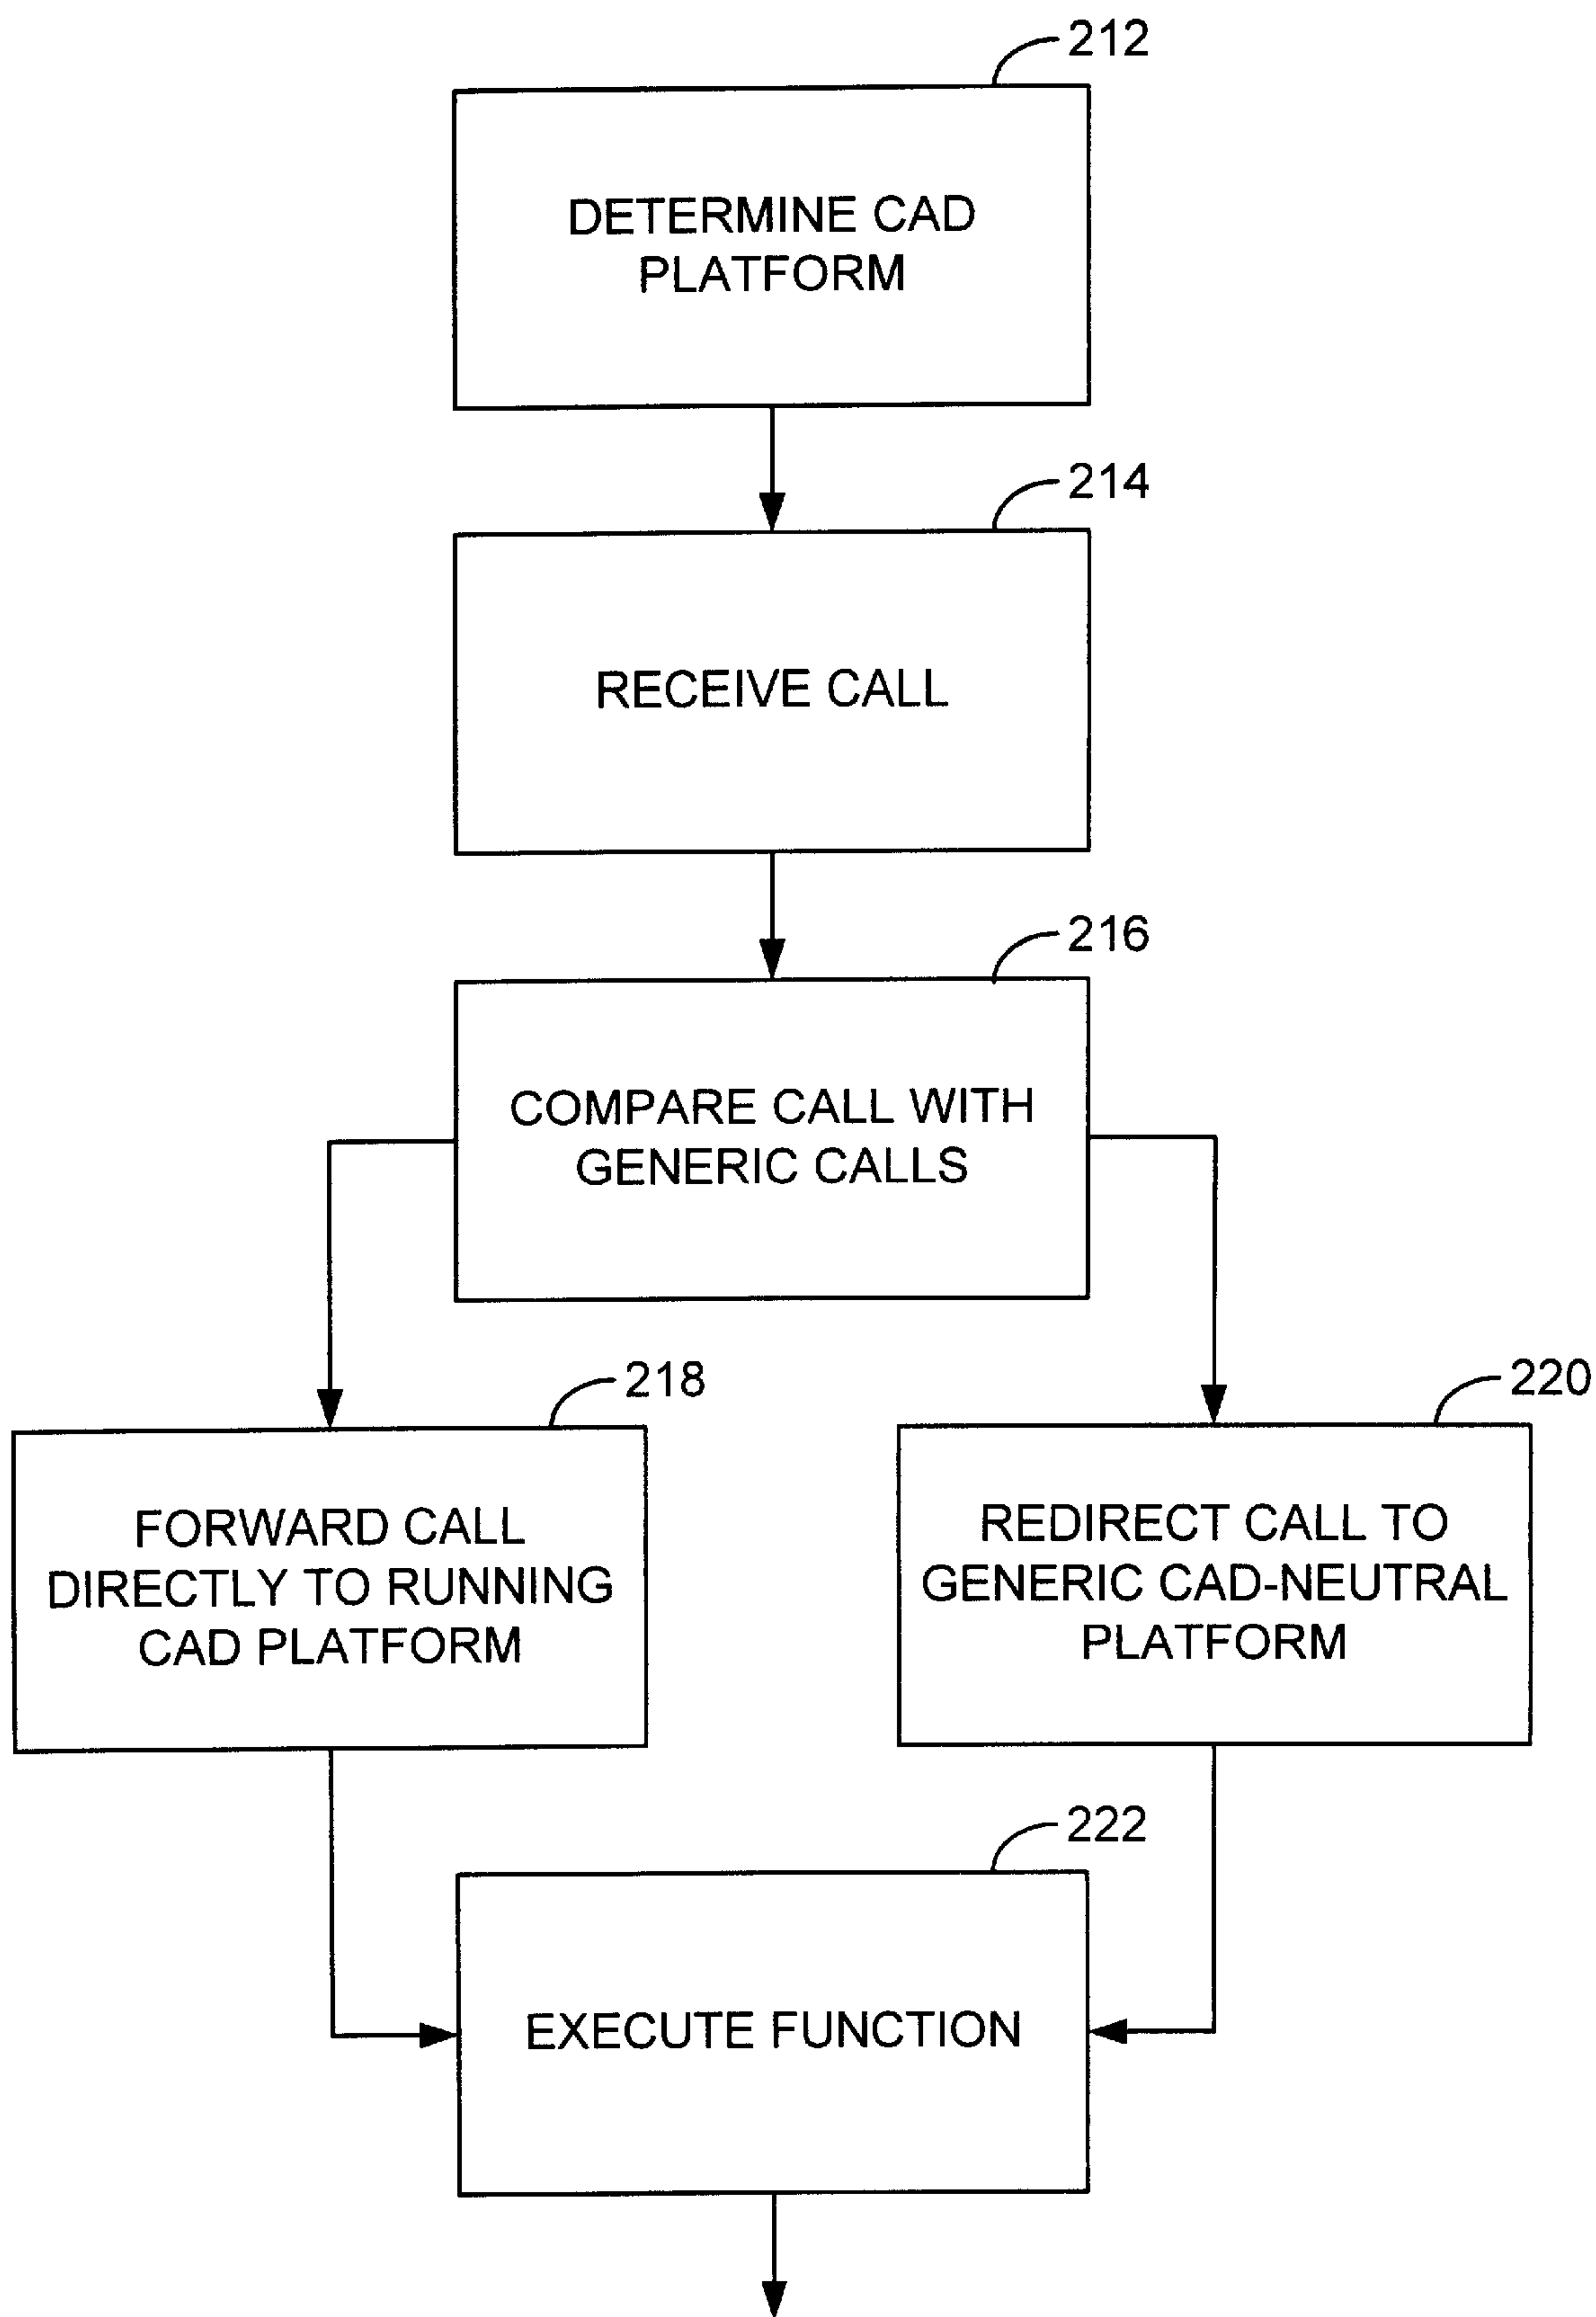 212
DETERMINE CAD
PLATFORM
214
RECEIVE CALL
216
COMPARE CALL WITH
GENERIC CALLS
218
FORWARD CALL
DIRECTLY TO RUNNING
CAD PLATFORM
220
REDIRECT CALL TO
GENERIC CAD-NEUTRAL
PLATFORM
222
EXECUTE FUNCTION